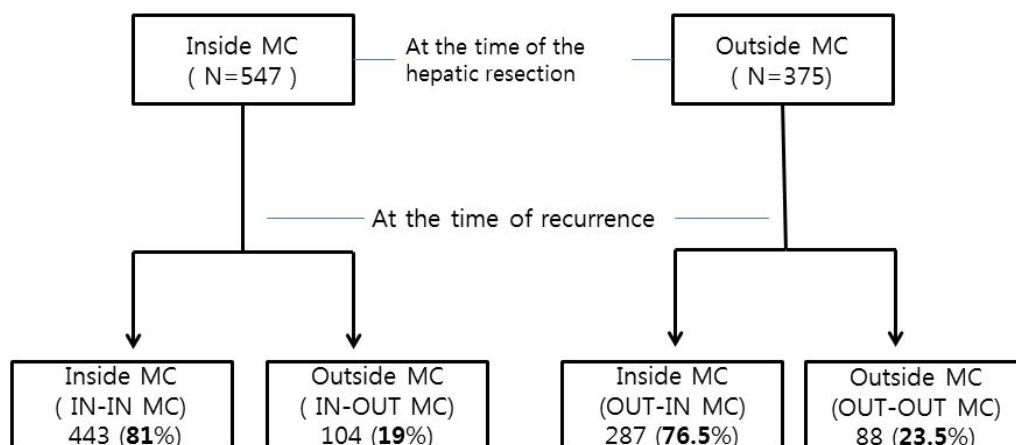 Inside MC
( N=547 )
At the time of the
hepatic resection
Outside MC
( N=375)
At the time of recurrence
Inside MC
( IN-IN MC)
443 (81%)
Outside MC
( IN-OUT MC)
104 (19%)
Inside MC
(OUT-IN MC)
287 (76.5%)
Outside MC
(OUT-OUT MC)
88 (23.5%)